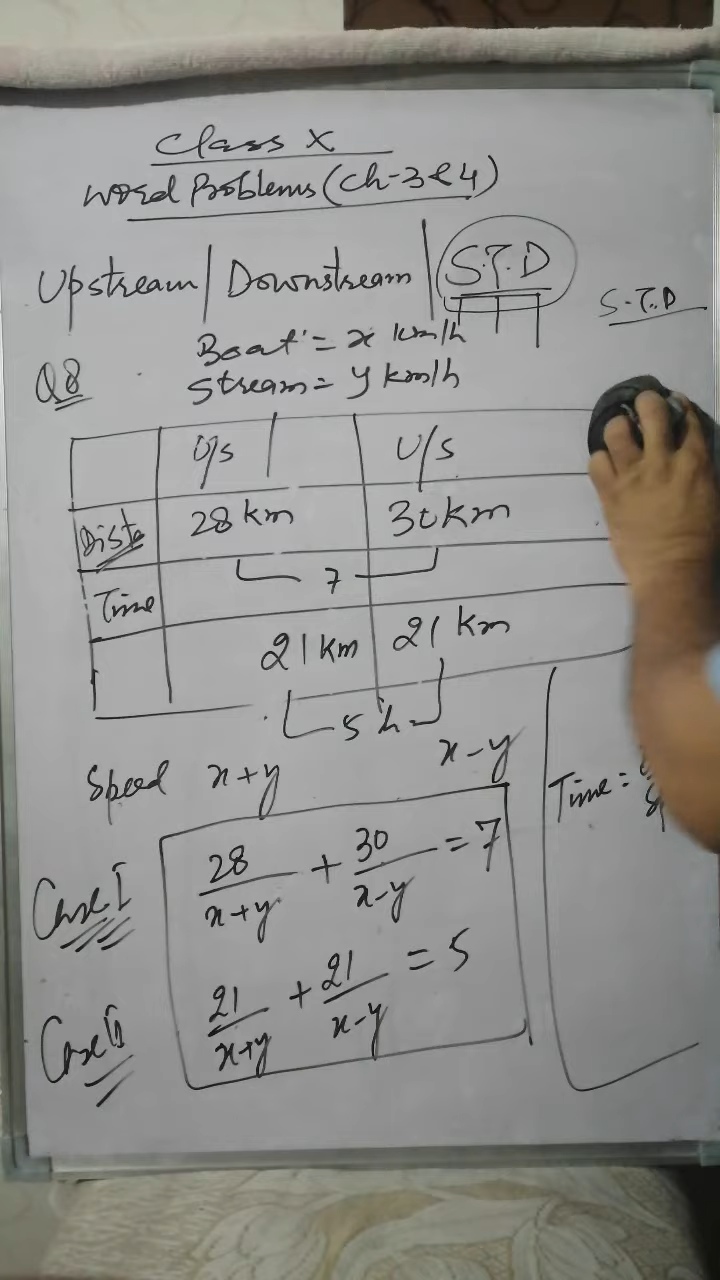 Class X
Word Problems (Ch-3&4)
Upstream/Downstream S.T.D
S.T.D
Q8 Boat = x km/h
Stream = y km/h
U/s U/s
Dist 28 km 30 km
7
Time
21 km 21 km
5 h
Speed x+y x-y
Time =
Case I 28/x+y + 30/x-y = 7
Case II 21/x+y + 21/x-y = 5